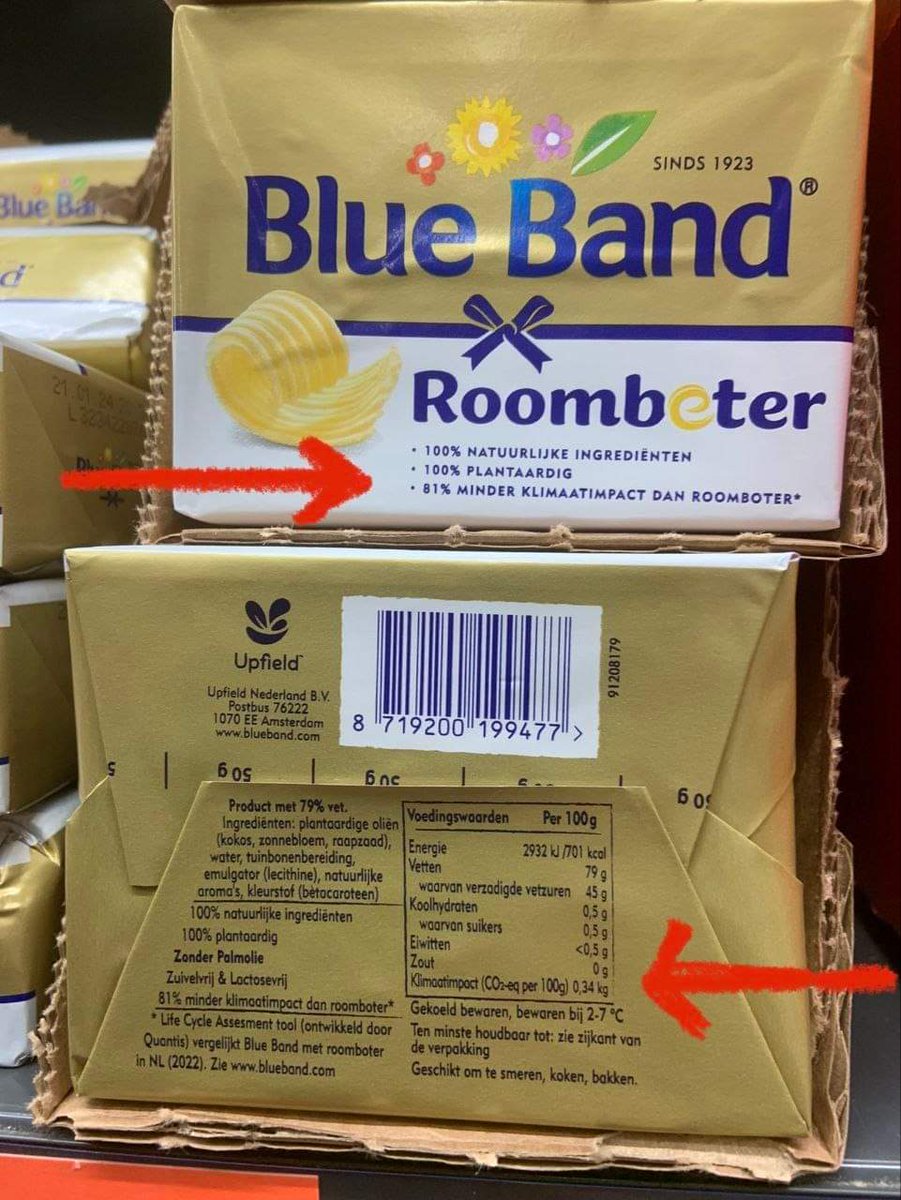 SINDS 1923
Blue Band®
Roombeter
• 100% NATUURLIJKE INGREDIËNTEN
• 100% PLANTAARDIG
• 81% MINDER KLIMAATIMPACT DAN ROOMBOTER*
Blue Ban
d
21.01.24
Upfield™
Upfield Nederland B.V.
Postbus 76222
1070 EE Amsterdam
www.blueband.com
8 719200 199477 >
91208179
50 g
50 g
50 g
Product met 79% vet.
Ingrediënten: plantaardige oliën
(kokos, zonnebloem, raapzaad),
water, tuinbonenbereiding,
emulgator (lecithine), natuurlijke
aroma's, kleurstof (bètacaroteen)
100% natuurlijke ingrediënten
100% plantaardig
Zonder Palmolie
Zuivelvrij & Lactosevrij
81% minder klimaatimpact dan roomboter*
* Life Cycle Assesment tool (ontwikkeld door
Quantis) vergelijkt Blue Band met roomboter
in NL (2022). Zie www.blueband.com
Voedingswaarden Per 100g
Energie 2932 kJ /701 kcal
Vetten 79 g
waarvan verzadigde vetzuren 45 g
Koolhydraten 0,5 g
waarvan suikers 0,5 g
Eiwitten <0,5 g
Zout 0 g
Klimaatimpact (CO₂-eq per 100g) 0,34 kg
Gekoeld bewaren, bewaren bij 2-7 °C
Ten minste houdbaar tot: zie zijkant van
de verpakking
Geschikt om te smeren, koken, bakken.